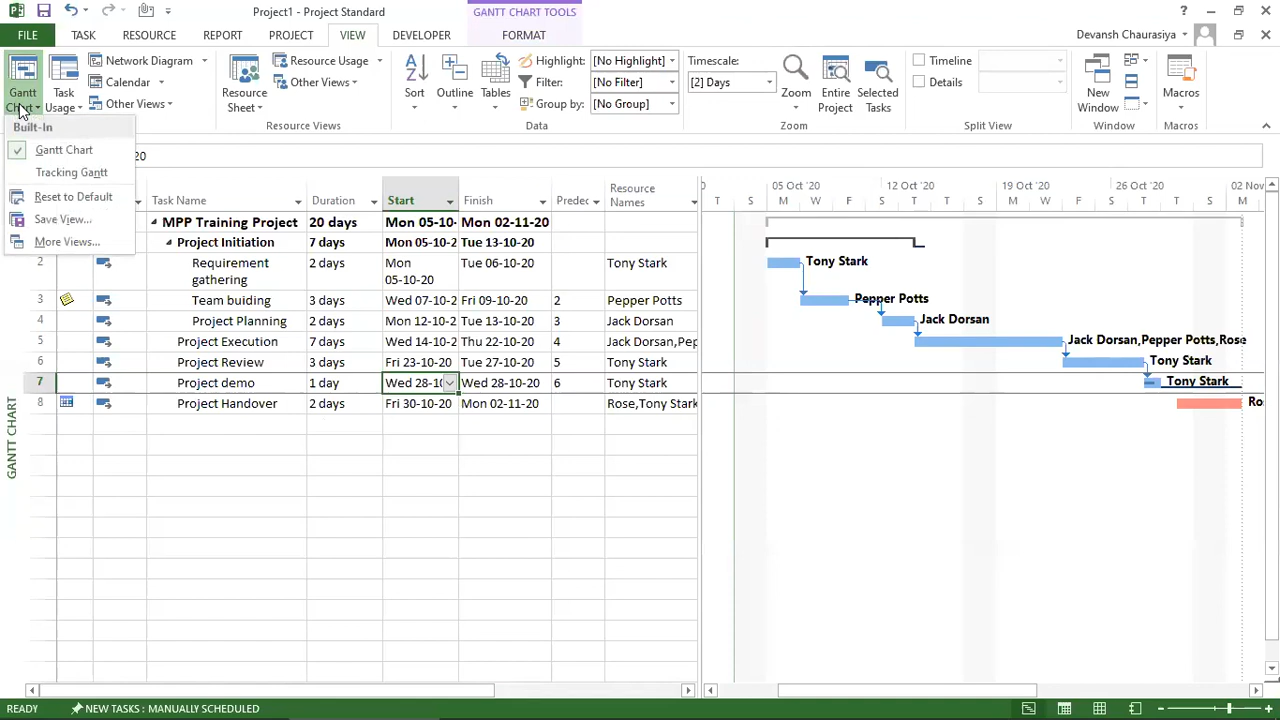 Project1 - Project Standard
GANTT CHART TOOLS
?
FILE TASK RESOURCE REPORT PROJECT VIEW DEVELOPER FORMAT
Devansh Chaurasiya
Gantt Chart
Task Usage
Network Diagram
Calendar
Other Views
Resource Sheet
Resource Usage
Other Views
Resource Views
Sort
Outline
Tables
Highlight: [No Highlight]
Filter: [No Filter]
Group by: [No Group]
Data
Timescale:
[2] Days
Zoom
Entire Project
Selected Tasks
Zoom
Timeline
Details
Split View
New Window
Window
Macros
Macros
Built-In
Gantt Chart
Tracking Gantt
Reset to Default
Save View...
More Views...
20
Task Name Duration Start Finish Predec Resource Names
05 Oct '20 12 Oct '20 19 Oct '20 26 Oct '20 02 Nov
T S M W F S T T S M W F S T T S M
MPP Training Project 20 days Mon 05-10- Mon 02-11-20
Project Initiation 7 days Mon 05-10-2 Tue 13-10-20
2 Requirement gathering 2 days Mon 05-10-20 Tue 06-10-20 Tony Stark
3 Team buiding 3 days Wed 07-10-2 Fri 09-10-20 2 Pepper Potts
4 Project Planning 2 days Mon 12-10-2 Tue 13-10-20 3 Jack Dorsan
5 Project Execution 7 days Wed 14-10-2 Thu 22-10-20 4 Jack Dorsan,Pep
6 Project Review 3 days Fri 23-10-20 Tue 27-10-20 5 Tony Stark
7 Project demo 1 day Wed 28-10 Wed 28-10-20 6 Tony Stark
8 Project Handover 2 days Fri 30-10-20 Mon 02-11-20 Rose,Tony Stark
Tony Stark
Pepper Potts
Jack Dorsan
Jack Dorsan,Pepper Potts,Rose
Tony Stark
Tony Stark
Ro
GANTT CHART
READY NEW TASKS : MANUALLY SCHEDULED